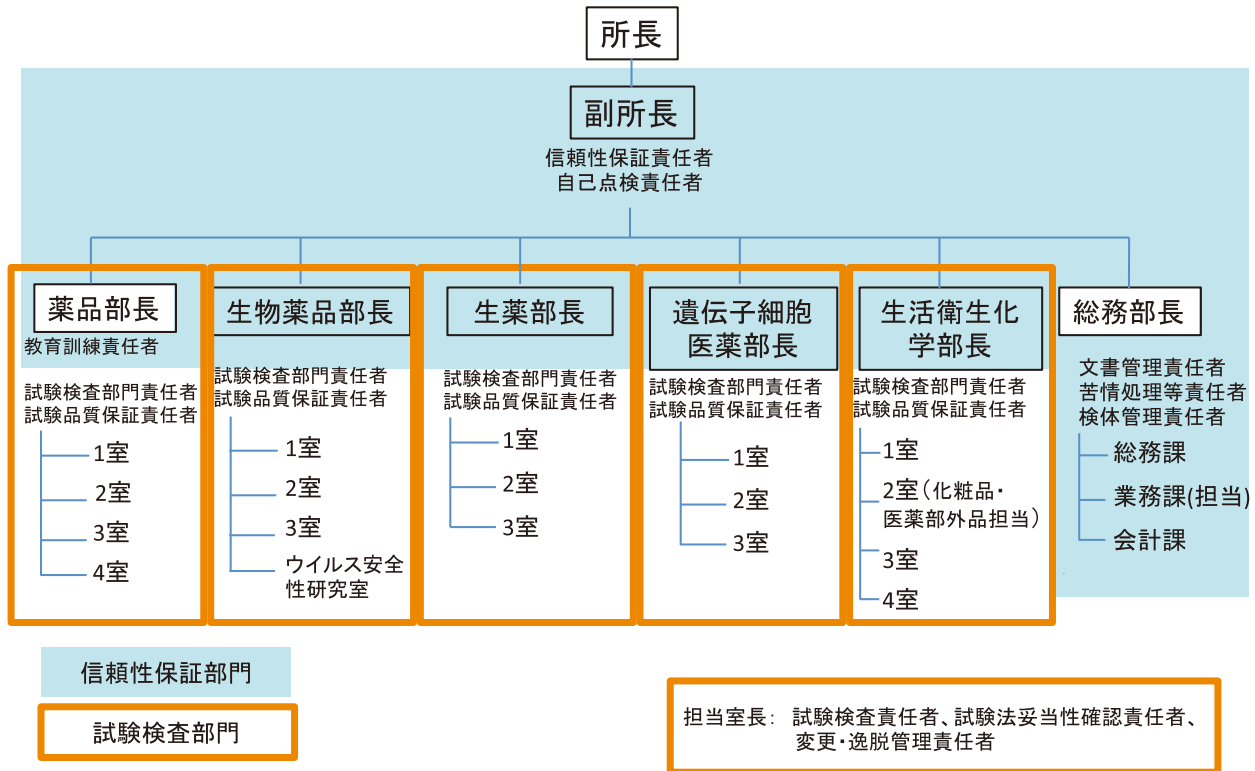 所長
副所長
信頼性保証責任者
自己点検責任者
薬品部長
教育訓練責任者
試験検査部門責任者
試験品質保証責任者
1室
2室
3室
4室
生物薬品部長
試験検査部門責任者
試験品質保証責任者
1室
2室
3室
ウイルス安全
性研究室
生薬部長
試験検査部門責任者
試験品質保証責任者
1室
2室
3室
遺伝子細胞
医薬部長
試験検査部門責任者
試験品質保証責任者
1室
2室
3室
生活衛生化
学部長
試験検査部門責任者
試験品質保証責任者
1室
2室（化粧品・
医薬部外品担当）
3室
4室
総務部長
文書管理責任者
苦情処理等責任者
検体管理責任者
総務課
業務課(担当)
会計課
信頼性保証部門
試験検査部門
担当室長： 試験検査責任者、試験法妥当性確認責任者、
変更・逸脱管理責任者